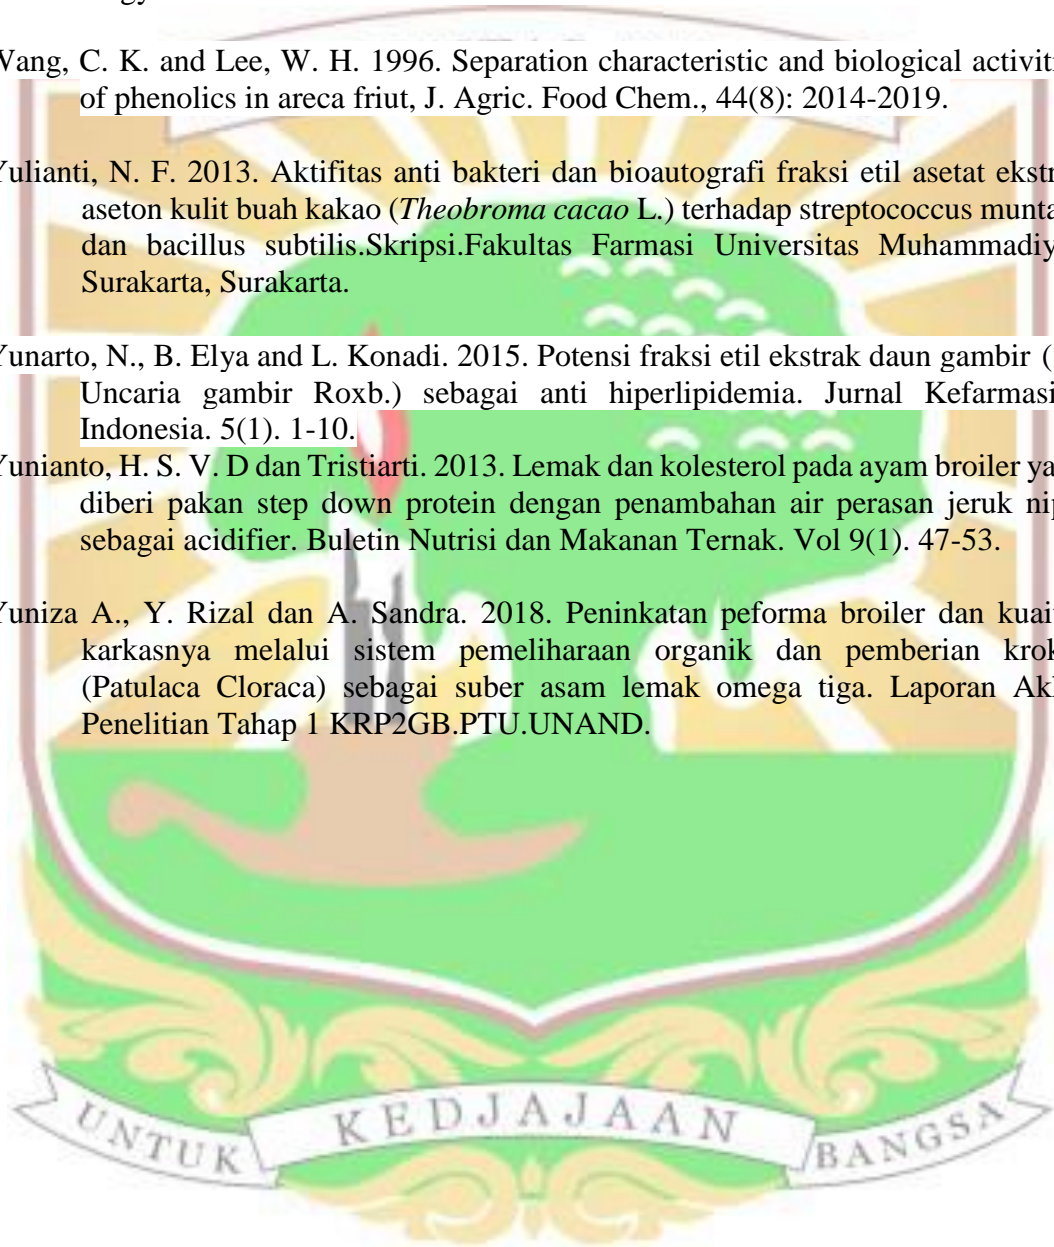 Wang, C. K. and Lee, W. H. 1996. Separation characteristic and biological activiti
of phenolics in areca friut, J. Agric. Food Chem., 44(8): 2014-2019.
Yulianti, N. F. 2013. Aktifitas anti bakteri dan bioautografi fraksi etil asetat ekstr
aseton kulit buah kakao (Theobroma cacao L.) terhadap streptococcus munta
dan bacillus subtilis.Skripsi.Fakultas Farmasi Universitas Muhammadiy
Surakarta, Surakarta.
Yunarto, N., B. Elya and L. Konadi. 2015. Potensi fraksi etil ekstrak daun gambir (
Uncaria gambir Roxb.) sebagai anti hiperlipidemia. Jurnal Kefarmasi
Indonesia. 5(1). 1-10.
Yunianto, H. S. V. D dan Tristiarti. 2013. Lemak dan kolesterol pada ayam broiler ya
diberi pakan step down protein dengan penambahan air perasan jeruk nip
sebagai acidifier. Buletin Nutrisi dan Makanan Ternak. Vol 9(1). 47-53.
Yuniza A., Y. Rizal dan A. Sandra. 2018. Peninkatan peforma broiler dan kuait
karkasnya melalui sistem pemeliharaan organik dan pemberian krok
(Patulaca Cloraca) sebagai suber asam lemak omega tiga. Laporan Ak
Penelitian Tahap 1 KRP2GB.PTU.UNAND.
UNTUK KEDJAJAAN BANGSA